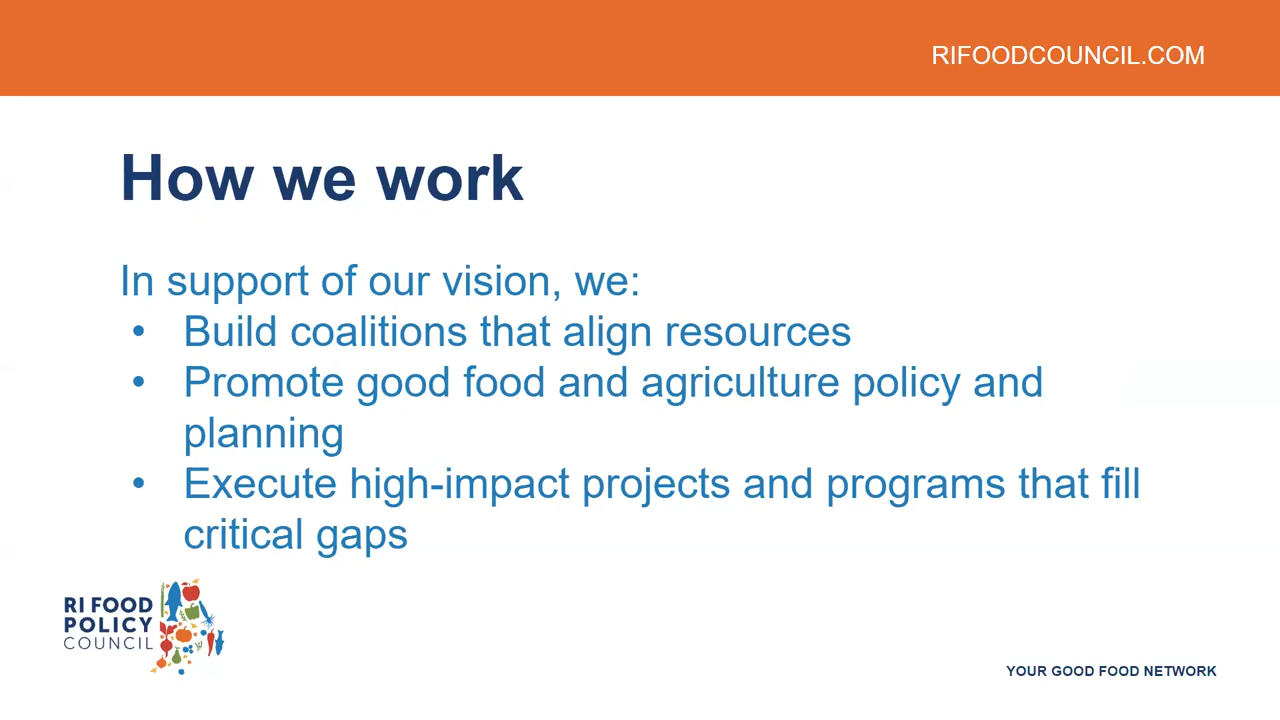 RIFOODCOUNCIL.COM
How we work
In support of our vision, we:
• Build coalitions that align resources
• Promote good food and agriculture policy and
planning
• Execute high-impact projects and programs that fill
critical gaps
RI FOOD
POLICY
COUNCIL
YOUR GOOD FOOD NETWORK